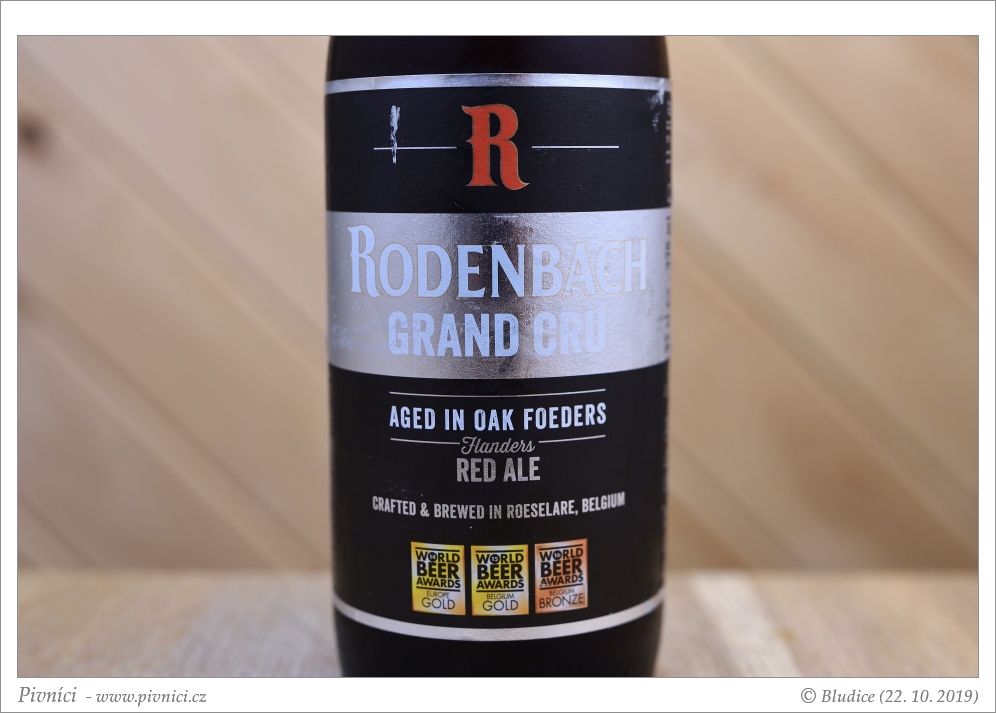 R
RODENBACH
GRAND CRU
AGED IN OAK FOEDERS
Flanders
RED ALE
CRAFTED & BREWED IN ROESELARE, BELGIUM
WORLD BEER AWARDS EUROPE GOLD
WORLD BEER AWARDS BELGIUM GOLD
WORLD BEER AWARDS BELGIUM BRONZE
Pivníci - www.pivnici.cz
© Bludice (22. 10. 2019)